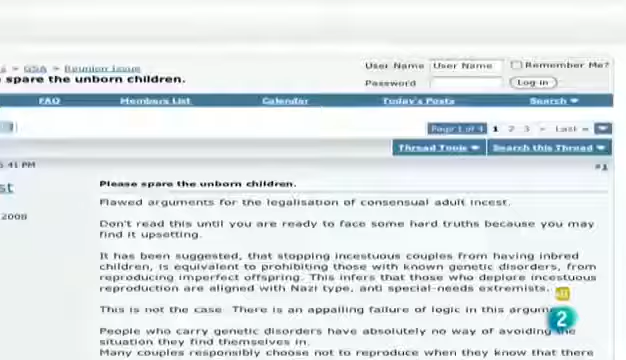 GSA > Reunion Issue
spare the unborn children.
User Name User Name Remember Me?
Password Log in
FAQ Members List Calendar Today's Posts Search
Page 1 of 4 1 2 3 > Last »
Thread Tools Search this Thread
:41 PM #1
st Please spare the unborn children.
Flawed arguments for the legalisation of consensual adult incest.
2008
Don't read this until you are ready to face some hard truths because you may
find it upsetting.
It has been suggested, that stopping incestuous couples from having inbred
children, is equivalent to prohibiting those with known genetic disorders, from
reproducing imperfect offspring. This infers that those who deplore incestuous
reproduction are aligned with Nazi type, anti special-needs extremists.
This is not the case. There is an appalling failure of logic in this
2
People who carry genetic disorders have absolutely no way of avoiding the
situation they find themselves in.
Many couples responsibly choose not to reproduce when they know that there